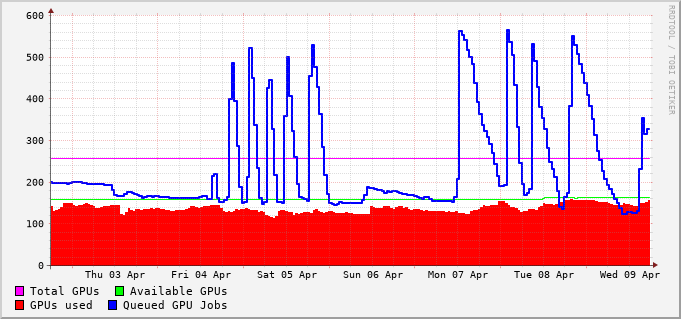 600
500
400
300
200
100
0
Thu 03 Apr Fri 04 Apr Sat 05 Apr Sun 06 Apr Mon 07 Apr Tue 08 Apr Wed 09 Apr
Total GPUs Available GPUs
GPUs used Queued GPU Jobs
RRDTOOL / TOBI OETIKER